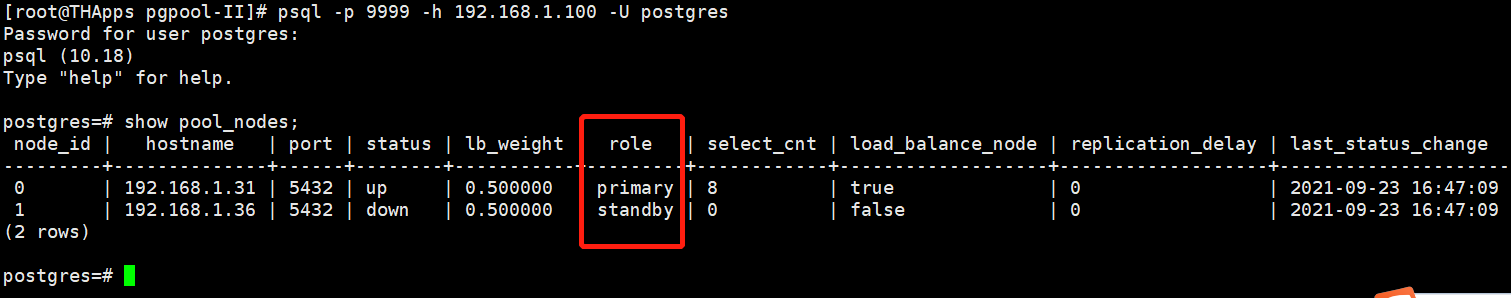 [root@THApps pgpool-II]# psql -p 9999 -h 192.168.1.100 -U postgres
Password for user postgres:
psql (10.18)
Type "help" for help.
postgres=# show pool_nodes;
 node_id |   hostname   | port | status | lb_weight |  role   | select_cnt | load_balance_node | replication_delay | last_status_change
---------+--------------+------+--------+-----------+---------+------------+-------------------+-------------------+---------------------
 0       | 192.168.1.31 | 5432 | up     | 0.500000  | primary | 8          | true              | 0                 | 2021-09-23 16:47:09
 1       | 192.168.1.36 | 5432 | down   | 0.500000  | standby | 0          | false             | 0                 | 2021-09-23 16:47:09
(2 rows)
postgres=#